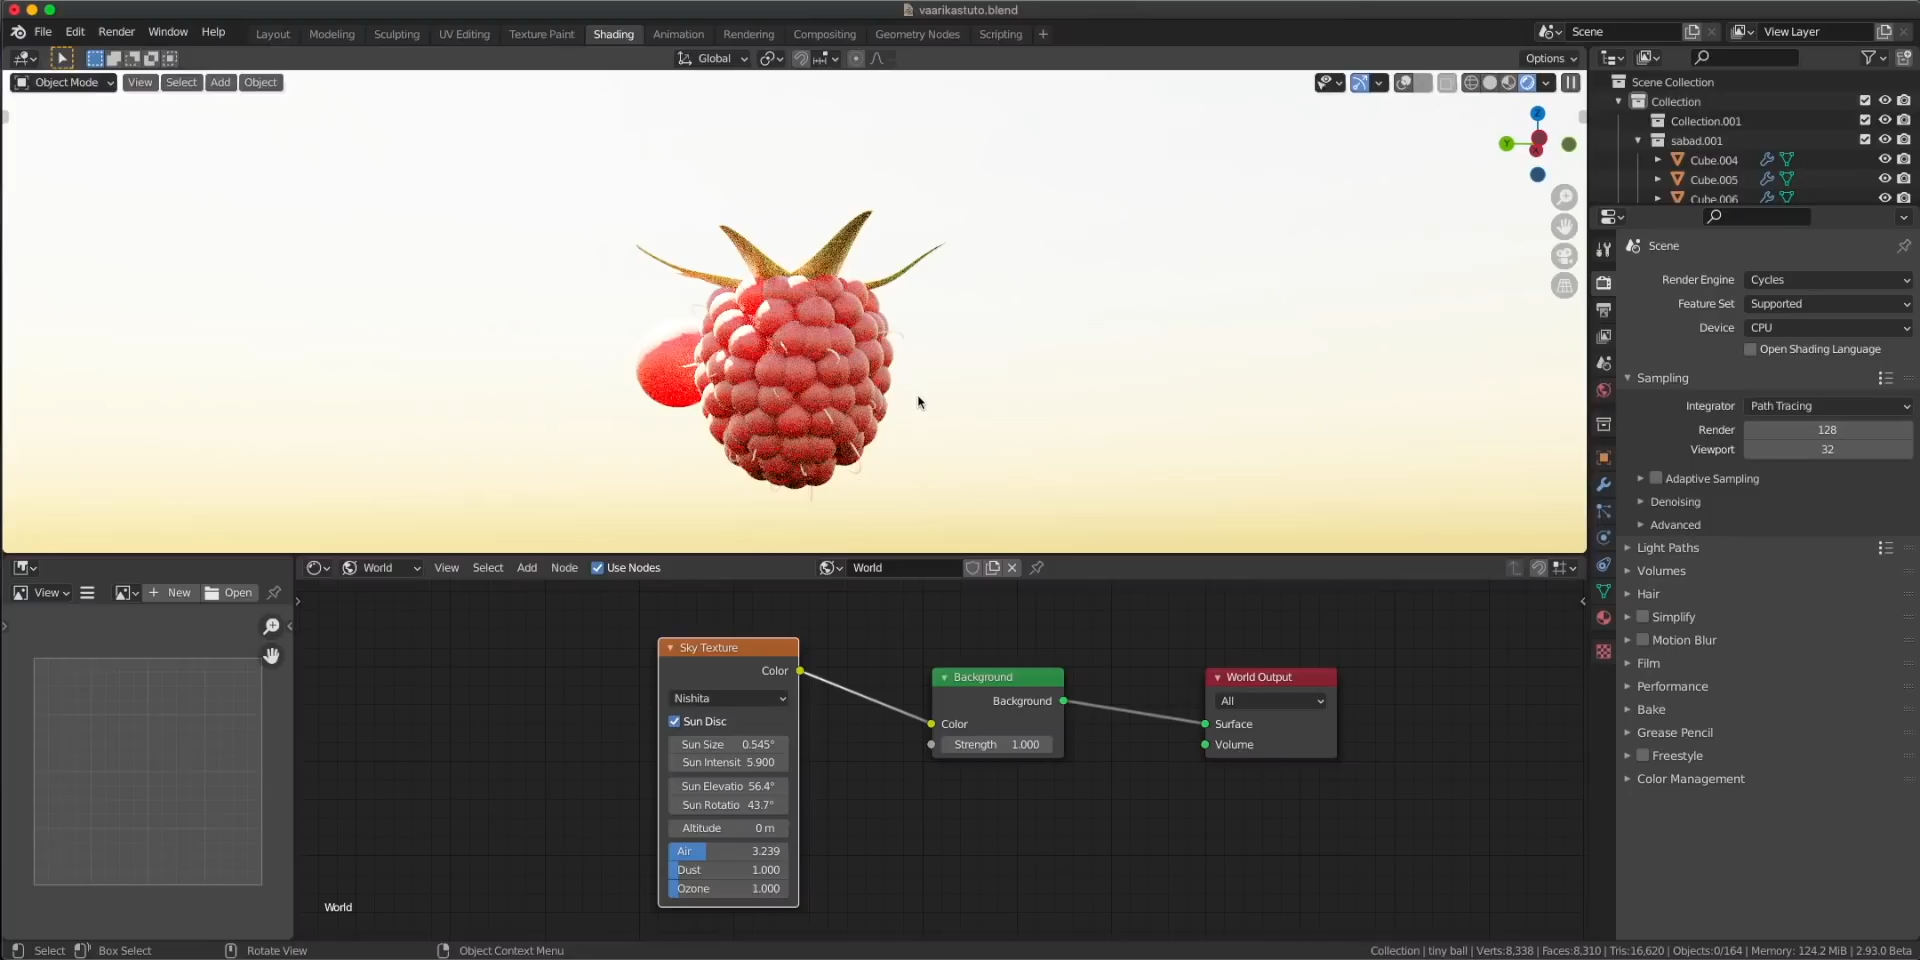 vaarikastuto.blend
File Edit Render Window Help
Layout Modeling Sculpting UV Editing Texture Paint Shading Animation Rendering Compositing Geometry Nodes Scripting +
Scene
View Layer
Global
Options
Object Mode View Select Add Object
Z
Y
X
Scene Collection
Collection
Collection.001
sabad.001
Cube.004
Cube.005
Cube.006
Scene
Render Engine Cycles
Feature Set Supported
Device CPU
Open Shading Language
Sampling
Integrator Path Tracing
Render 128
Viewport 32
Adaptive Sampling
Denoising
Advanced
Light Paths
Volumes
Hair
Simplify
Motion Blur
Film
Performance
Bake
Grease Pencil
Freestyle
Color Management
View
+ New
Open
World View Select Add Node Use Nodes
World
Sky Texture
Color
Nishita
Sun Disc
Sun Size 0.545°
Sun Intensit 5.900
Sun Elevatio 56.4°
Sun Rotatio 43.7°
Altitude 0 m
Air 3.239
Dust 1.000
Ozone 1.000
Background
Background
Color
Strength 1.000
World Output
All
Surface
Volume
World
Select Box Select Rotate View Object Context Menu
Collection | tiny ball | Verts:8,338 | Faces:8,310 | Tris:16,620 | Objects:0/164 | Memory: 124.2 MiB | 2.93.0 Beta